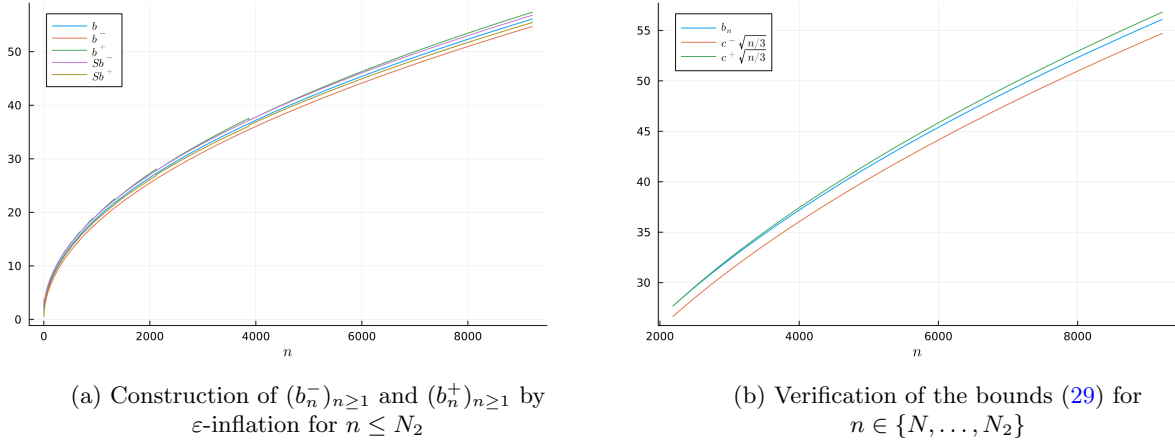 b
b⁻
b⁺
Sb⁻
Sb⁺
50
40
30
20
10
0
0 2000 4000 6000 8000
n
(a) Construction of (b⁻ₙ)ₙ≥₁ and (b⁺ₙ)ₙ≥₁ by
ε-inflation for n ≤ N₂
bₙ
c⁻√n/3
c⁺√n/3
55
50
45
40
35
30
2000 4000 6000 8000
n
(b) Verification of the bounds (29) for
n ∈ {N, . . . , N₂}